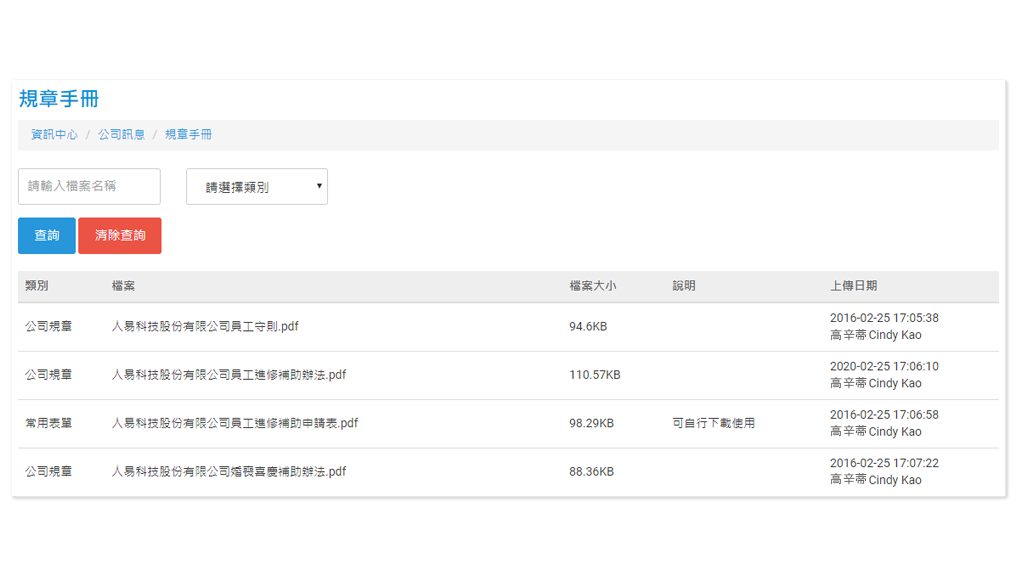 規章手冊
資訊中心 / 公司訊息 / 規章手冊
請輸入檔案名稱 請選擇類別
查詢 清除查詢
類別 檔案 檔案大小 說明 上傳日期
公司規章 人易科技股份有限公司員工守則.pdf 94.6KB 2016-02-25 17:05:38
高辛蒂 Cindy Kao
公司規章 人易科技股份有限公司員工進修補助辦法.pdf 110.57KB 2020-02-25 17:06:10
高辛蒂 Cindy Kao
常用表單 人易科技股份有限公司員工進修補助申請表.pdf 98.29KB 可自行下載使用 2016-02-25 17:06:58
高辛蒂 Cindy Kao
公司規章 人易科技股份有限公司婚喪喜慶補助辦法.pdf 88.36KB 2016-02-25 17:07:22
高辛蒂 Cindy Kao